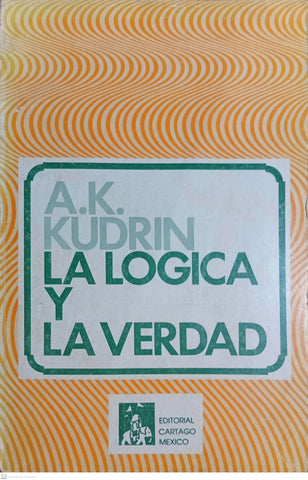 A.K.
KUDRIN
LA LOGICA
Y
LA VERDAD
EDITORIAL
CARTAGO
MEXICO